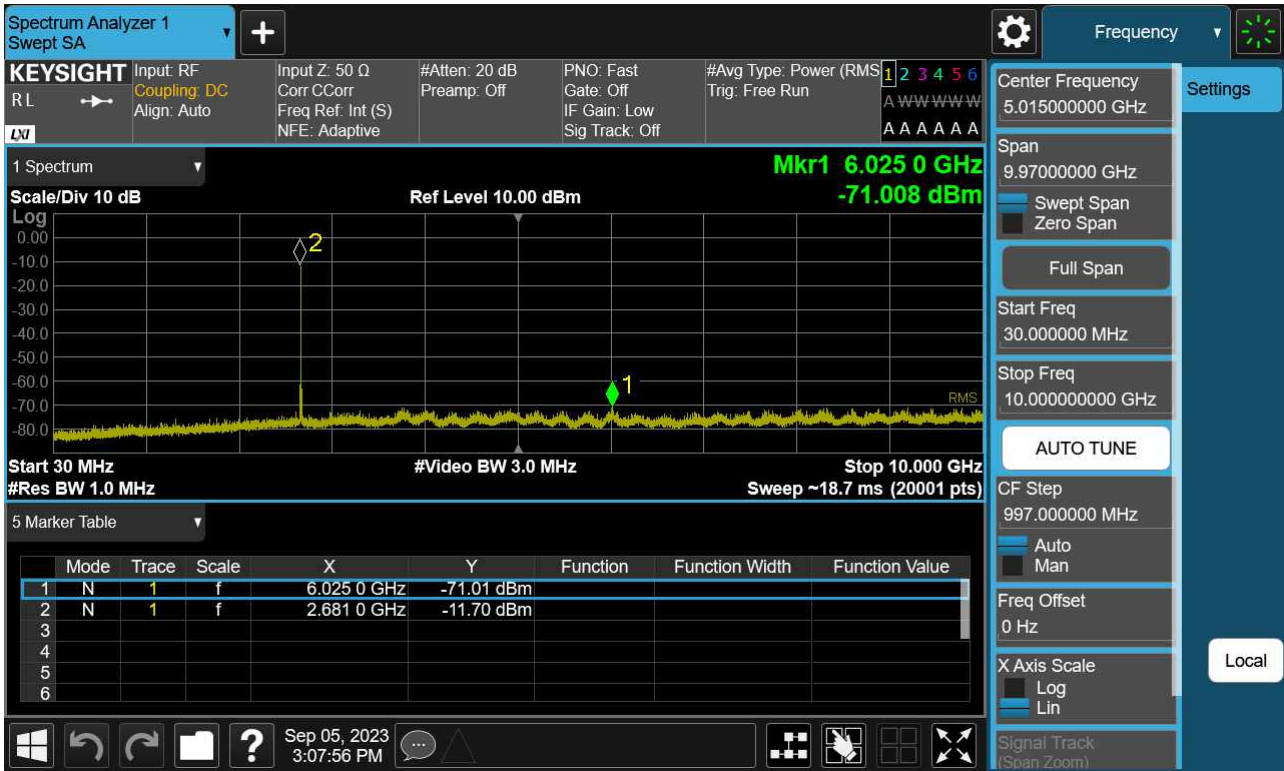 Spectrum Analyzer 1
Swept SA
+
Frequency
KEYSIGHT
R L
LXI
Input: RF
Coupling: DC
Align: Auto
Input Z: 50 Ω
Corr CCorr
Freq Ref: Int (S)
NFE: Adaptive
#Atten: 20 dB
Preamp: Off
PNO: Fast
Gate: Off
IF Gain: Low
Sig Track: Off
#Avg Type: Power (RMS
Trig: Free Run
1 2 3 4 5 6
A W W W W W
A A A A A A
1 Spectrum
Mkr1 6.025 0 GHz
-71.008 dBm
Scale/Div 10 dB
Ref Level 10.00 dBm
Log
0.00
-10.0
-20.0
-30.0
-40.0
-50.0
-60.0
-70.0
-80.0
2
1
RMS
Start 30 MHz
#Video BW 3.0 MHz
Stop 10.000 GHz
#Res BW 1.0 MHz
Sweep ~18.7 ms (20001 pts)
5 Marker Table
Mode Trace Scale X Y Function Function Width Function Value
1 N 1 f 6.025 0 GHz -71.01 dBm
2 N 1 f 2.681 0 GHz -11.70 dBm
3
4
5
6
?
Sep 05, 2023
3:07:56 PM
Center Frequency
5.015000000 GHz
Span
9.97000000 GHz
Swept Span
Zero Span
Full Span
Start Freq
30.000000 MHz
Stop Freq
10.000000000 GHz
AUTO TUNE
CF Step
997.000000 MHz
Auto
Man
Freq Offset
0 Hz
X Axis Scale
Log
Lin
Signal Track
(Span Zoom)
Settings
Local